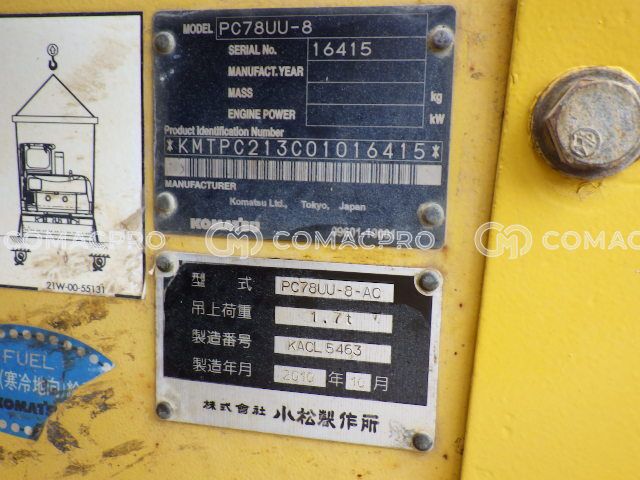 MODEL PC78UU-8
SERIAL No. 16415
MANUFACT.YEAR
MASS kg
ENGINE POWER kW
Product Identification Number
*KMTPC213C01016415*
MANUFACTURER
Komatsu Ltd., Tokyo, Japan
KOMATSU
COMACPRO COMACPRO COMACPRO
21W-00-55131
型 式 PC78UU-8-AC
吊上荷重 1.7t
製造番号 KACL 5463
製造年月 2010 年 10 月
株式會社 小松製作所
FUEL